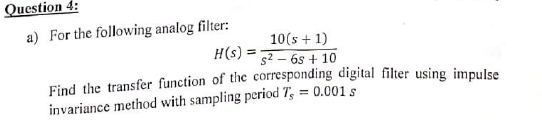 Question 4:
a) For the following analog filter:
H(s) = 10(s + 1) / s² − 6s + 10
Find the transfer function of the corresponding digital filter using impulse
invariance method with sampling period Tₛ = 0.001 s